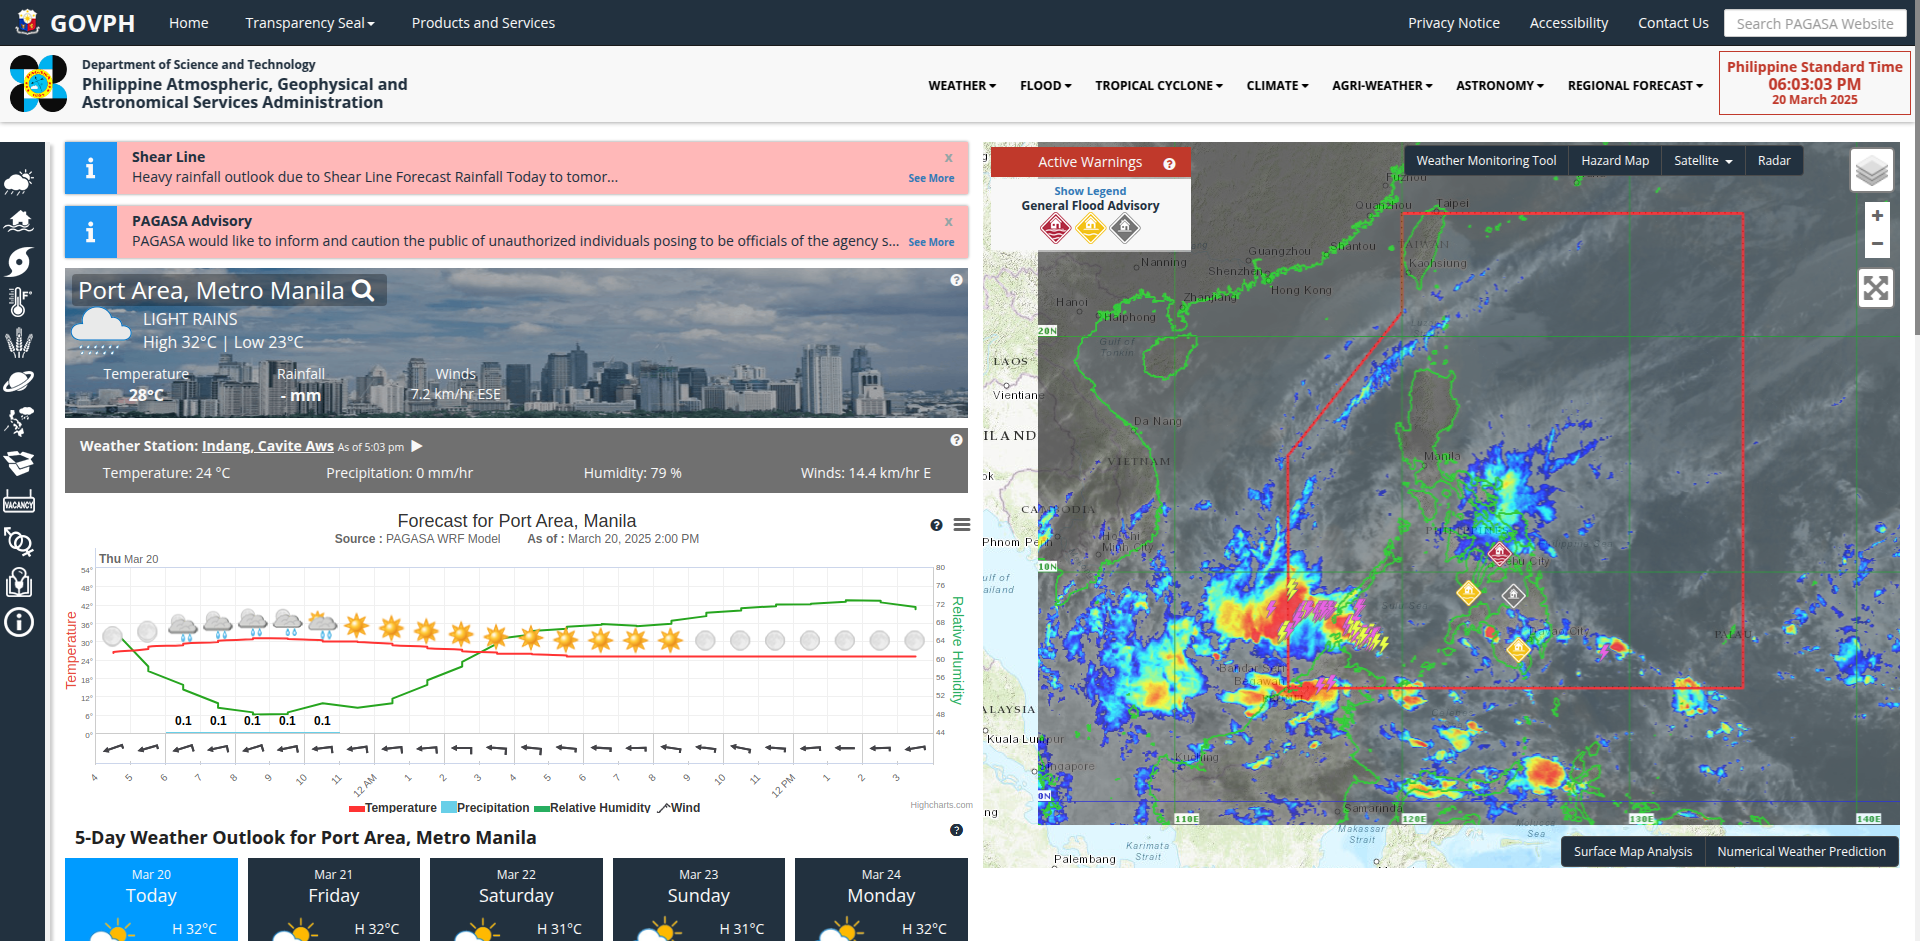 GOVPH
Home
Transparency Seal
Products and Services
Privacy Notice
Accessibility
Contact Us
Search PAGASA Website
Department of Science and Technology
Philippine Atmospheric, Geophysical and
Astronomical Services Administration
WEATHER
FLOOD
TROPICAL CYCLONE
CLIMATE
AGRI-WEATHER
ASTRONOMY
REGIONAL FORECAST
Philippine Standard Time
06:03:03 PM
20 March 2025
Shear Line
x
Heavy rainfall outlook due to Shear Line Forecast Rainfall Today to tomor...
See More
PAGASA Advisory
x
PAGASA would like to inform and caution the public of unauthorized individuals posing to be officials of the agency s...
See More
Port Area, Metro Manila
LIGHT RAINS
High 32°C | Low 23°C
Temperature
28°C
Rainfall
- mm
Winds
7.2 km/hr ESE
Weather Station: Indang, Cavite Aws As of 5:03 pm
Temperature: 24 °C
Precipitation: 0 mm/hr
Humidity: 79 %
Winds: 14.4 km/hr E
Forecast for Port Area, Manila
Source : PAGASA WRF Model As of : March 20, 2025 2:00 PM
Thu Mar 20
Temperature
54°
48°
42°
36°
30°
24°
18°
12°
6°
0°
0.1 0.1 0.1 0.1 0.1
80
76
72
68
64
60
56
52
48
44
Relative Humidity
4 5 6 7 8 9 10 11 12 AM 1 2 3 4 5 6 7 8 9 10 11 12 PM 1 2 3
Temperature Precipitation Relative Humidity Wind
Highcharts.com
5-Day Weather Outlook for Port Area, Metro Manila
Mar 20
Today
H 32°C
Mar 21
Friday
H 32°C
Mar 22
Saturday
H 31°C
Mar 23
Sunday
H 31°C
Mar 24
Monday
H 32°C
VACANCY
Active Warnings
Show Legend
General Flood Advisory
Weather Monitoring Tool
Hazard Map
Satellite
Radar
+
−
Fuzhou
Quanzhou
Taipei
TAIWAN
Kaohsiung
Shantou
Guangzhou
Shenzhen
Hong Kong
Nanning
Zhanjiang
Hanoi
Haiphong
Gulf of
Tonkin
20N
LAOS
Vientiane
Da Nang
VIETNAM
Manila
CAMBODIA
Phnom Penh
Ho Chi
Minh City
PHILIPPINES
Cebu City
10N
Davao City
PALAU
Bandar Seri
Begawan
Kuala Lumpur
Singapore
Kuching
0N
Samarinda
110E
120E
130E
140E
Makassar
Strait
Karimata
Strait
Molucca
Sea
Palembang
Surface Map Analysis
Numerical Weather Prediction